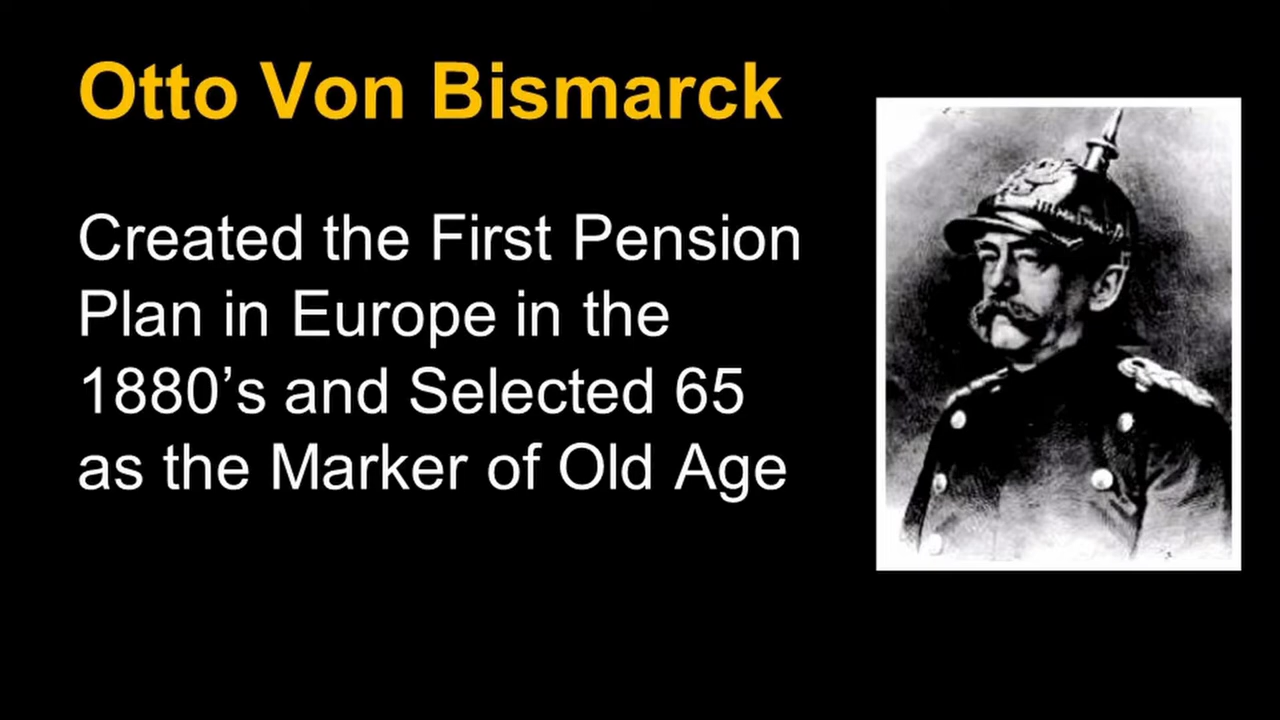 Otto Von Bismarck
Created the First Pension
Plan in Europe in the
1880’s and Selected 65
as the Marker of Old Age